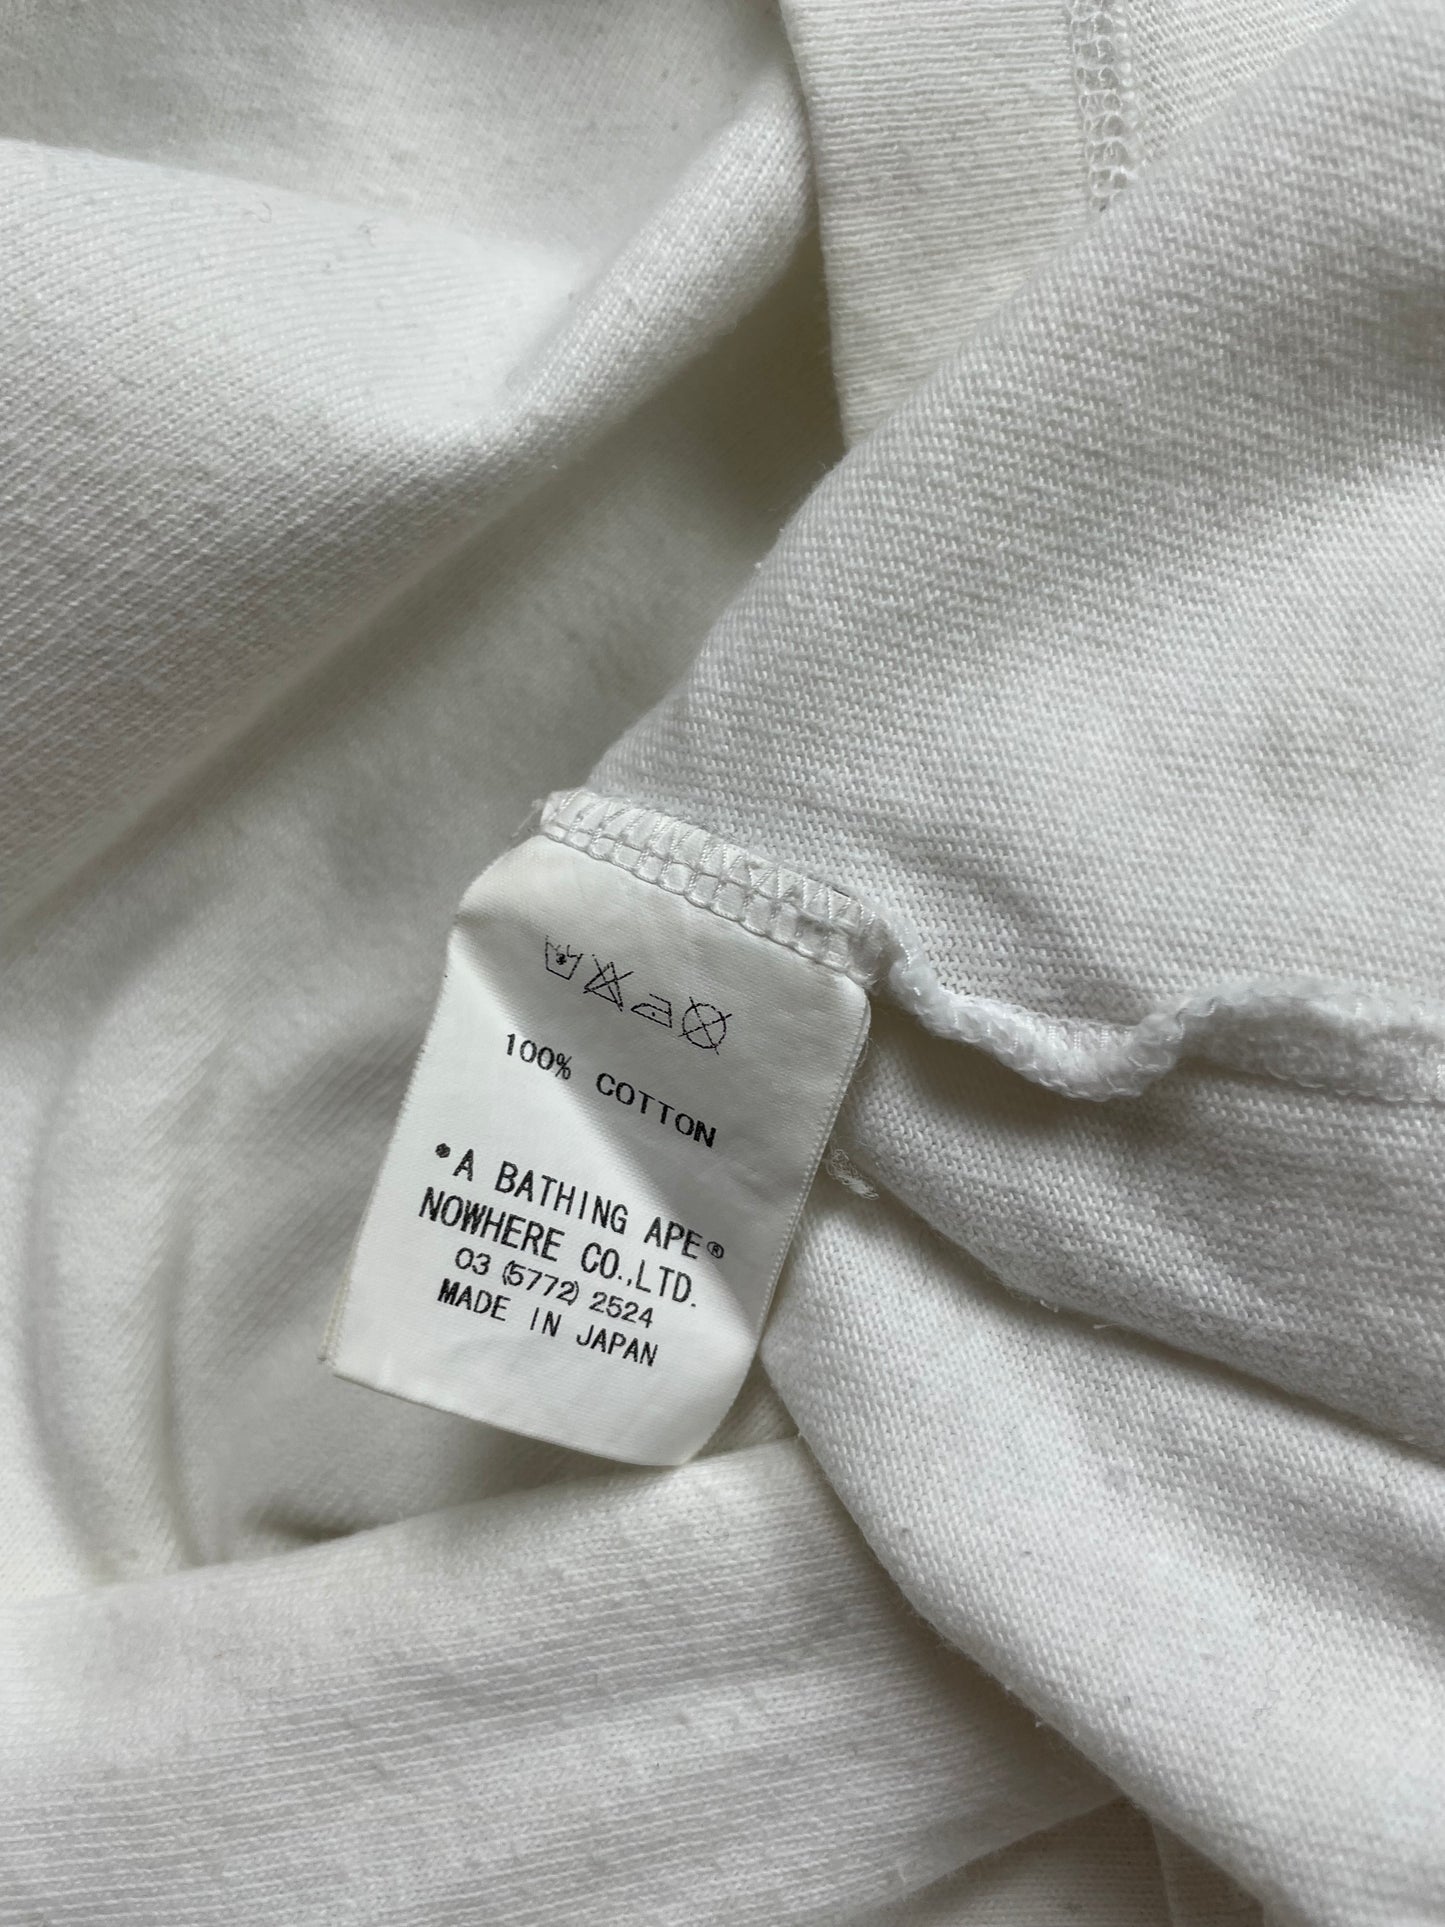 100% COTTON
•A BATHING APE®
NOWHERE CO.,LTD.
03 (5772) 2524
MADE IN JAPAN